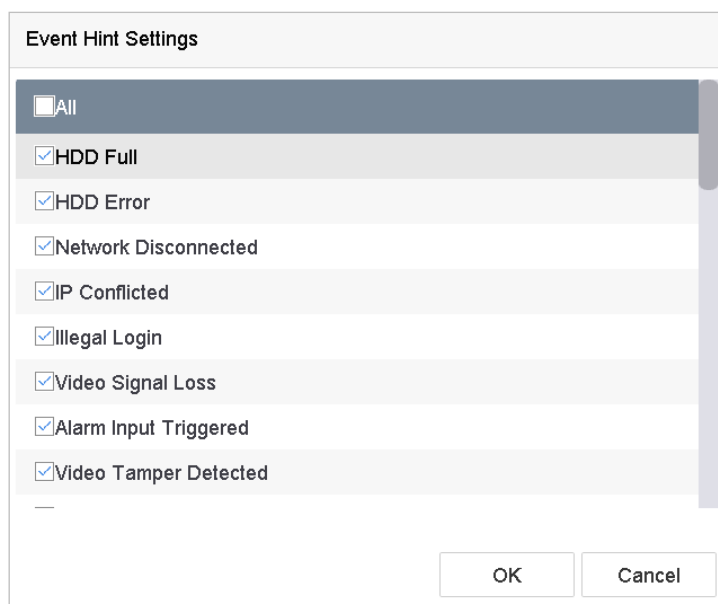 Event Hint Settings
All
HDD Full
HDD Error
Network Disconnected
IP Conflicted
Illegal Login
Video Signal Loss
Alarm Input Triggered
Video Tamper Detected
OK
Cancel